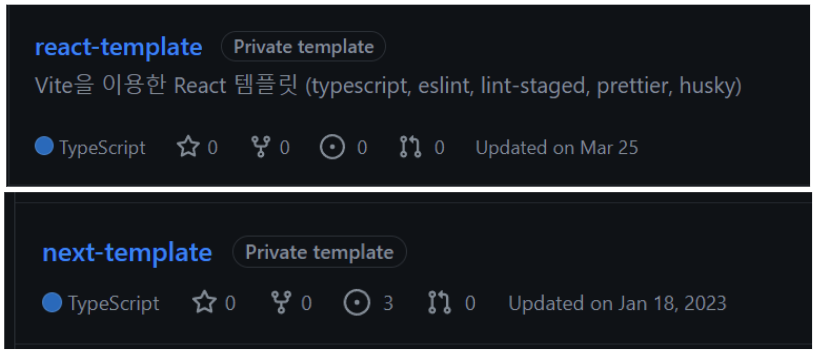 react-template Private template
Vite을 이용한 React 템플릿 (typescript, eslint, lint-staged, prettier, husky)
TypeScript 0 0 0 0 Updated on Mar 25
next-template Private template
TypeScript 0 0 3 0 Updated on Jan 18, 2023